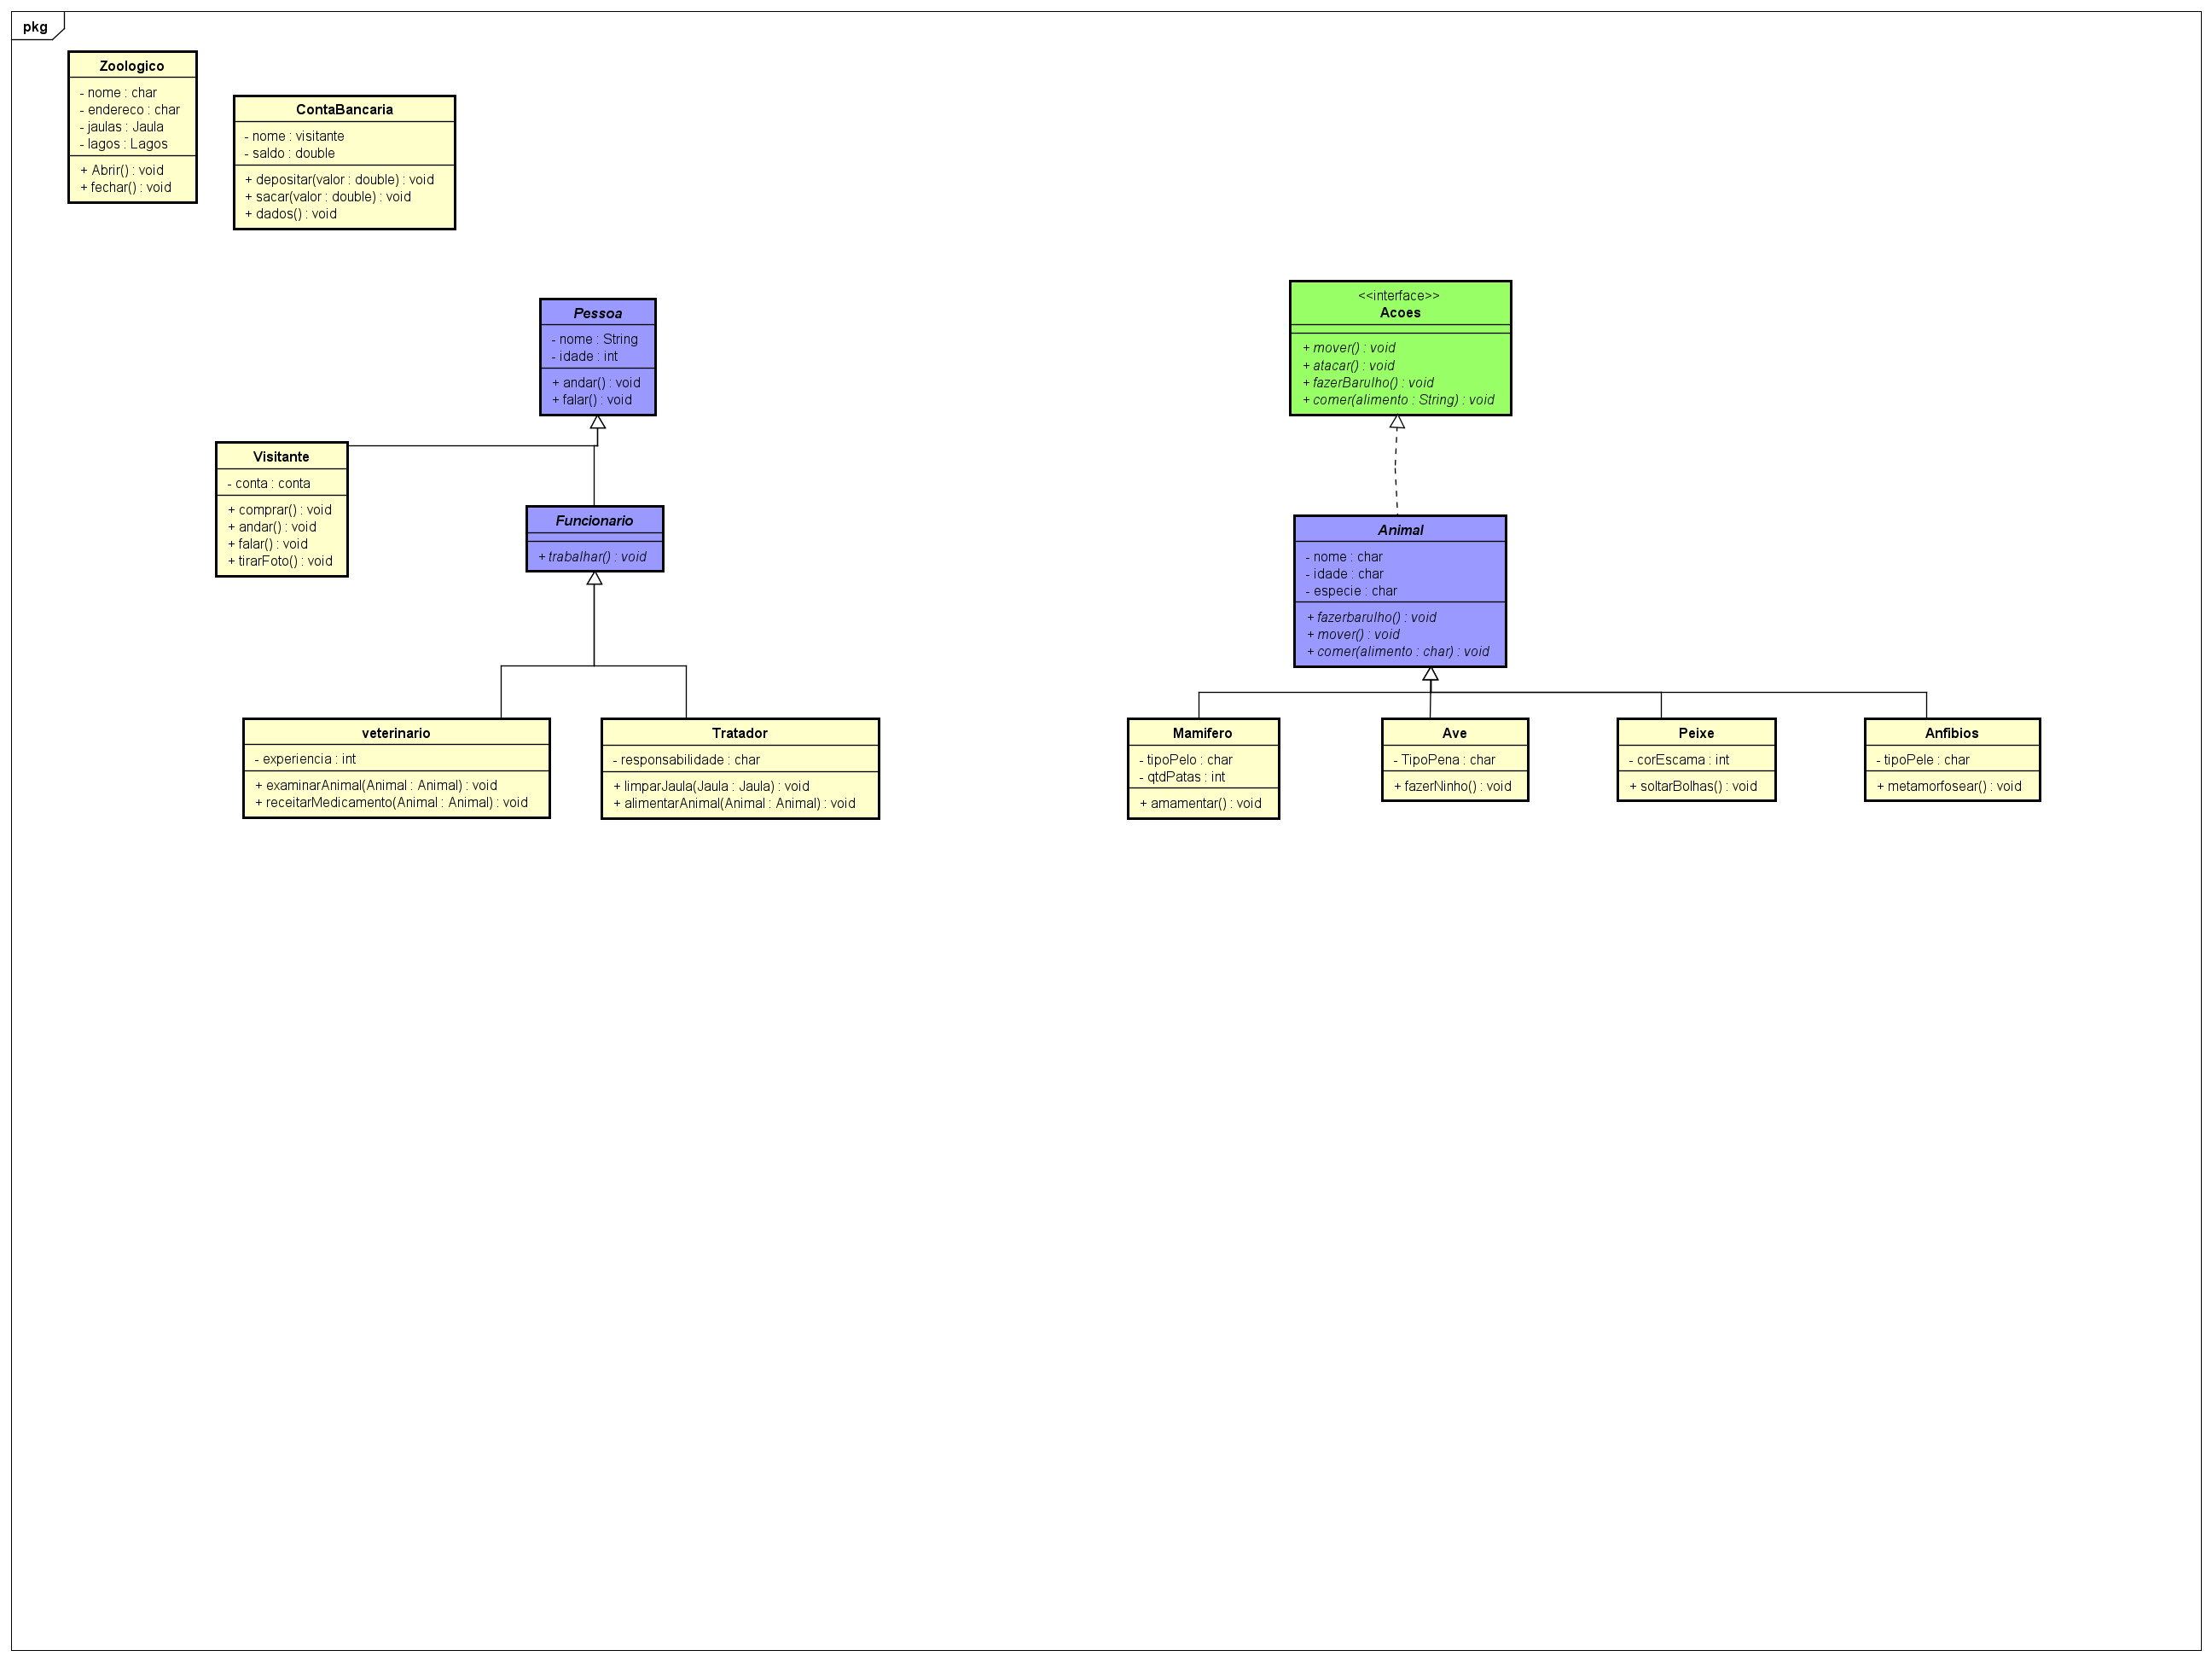 pkg
Zoologico
- nome : char
- endereco : char
- jaulas : Jaula
- lagos : Lagos
+ Abrir() : void
+ fechar() : void
ContaBancaria
- nome : visitante
- saldo : double
+ depositar(valor : double) : void
+ sacar(valor : double) : void
+ dados() : void
Pessoa
- nome : String
- idade : int
+ andar() : void
+ falar() : void
<<interface>>
Acoes
+ mover() : void
+ atacar() : void
+ fazerBarulho() : void
+ comer(alimento : String) : void
Visitante
- conta : conta
+ comprar() : void
+ andar() : void
+ falar() : void
+ tirarFoto() : void
Funcionario
+ trabalhar() : void
Animal
- nome : char
- idade : char
- especie : char
+ fazerbarulho() : void
+ mover() : void
+ comer(alimento : char) : void
veterinario
- experiencia : int
+ examinarAnimal(Animal : Animal) : void
+ receitarMedicamento(Animal : Animal) : void
Tratador
- responsabilidade : char
+ limparJaula(Jaula : Jaula) : void
+ alimentarAnimal(Animal : Animal) : void
Mamifero
- tipoPelo : char
- qtdPatas : int
+ amamentar() : void
Ave
- TipoPena : char
+ fazerNinho() : void
Peixe
- corEscama : int
+ soltarBolhas() : void
Anfibios
- tipoPele : char
+ metamorfosear() : void